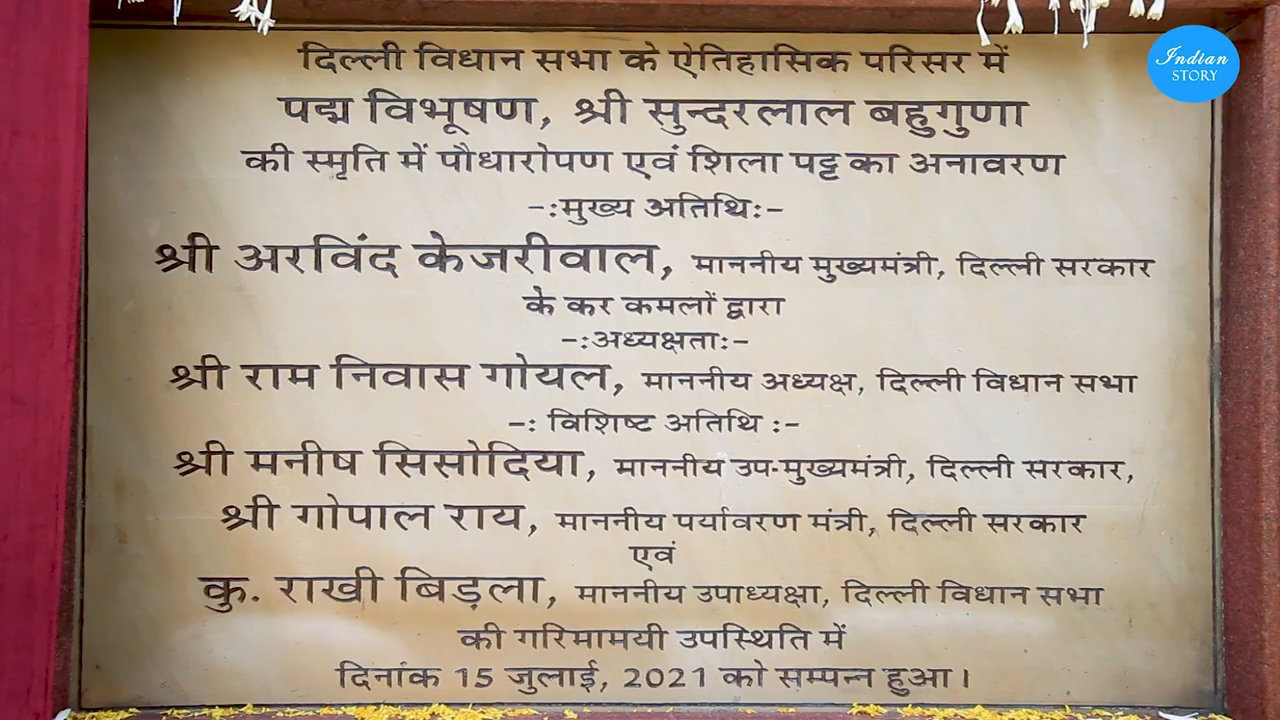 Indian
STORY
दिल्ली विधान सभा के ऐतिहासिक परिसर में
पद्म विभूषण, श्री सुन्दरलाल बहुगुणा
की स्मृति में पौधारोपण एवं शिला पट्ट का अनावरण
-:मुख्य अतिथि:-
श्री अरविंद केजरीवाल, माननीय मुख्यमंत्री, दिल्ली सरकार
के कर कमलों द्वारा
-:अध्यक्षता:-
श्री राम निवास गोयल, माननीय अध्यक्ष, दिल्ली विधान सभा
-: विशिष्ट अतिथि :-
श्री मनीष सिसोदिया, माननीय उप-मुख्यमंत्री, दिल्ली सरकार,
श्री गोपाल राय, माननीय पर्यावरण मंत्री, दिल्ली सरकार
एवं
कु. राखी बिड़ला, माननीय उपाध्यक्षा, दिल्ली विधान सभा
की गरिमामयी उपस्थिति में
दिनांक 15 जुलाई, 2021 को सम्पन्न हुआ।